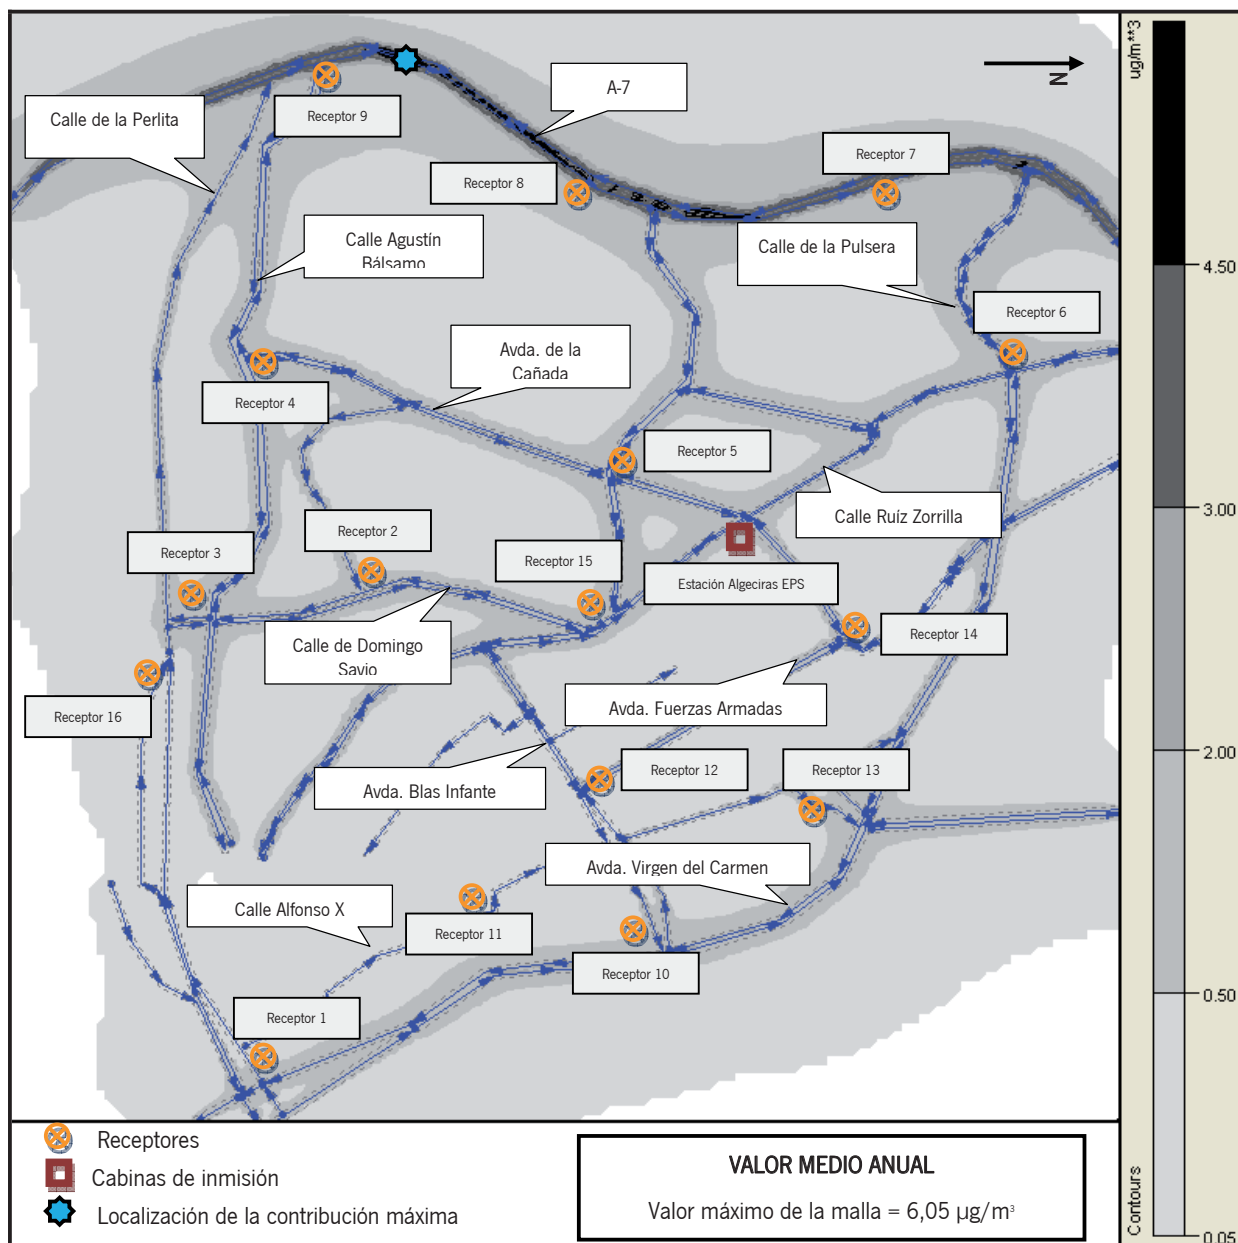 ug/m**3
N
A-7
Calle de la Perlita
Receptor 9
Receptor 7
Receptor 8
Calle Agustín
Bálsamo
Calle de la Pulsera
Receptor 6
Avda. de la
Cañada
Receptor 4
Receptor 5
Calle Ruíz Zorrilla
Receptor 2
Receptor 3
Receptor 15
Estación Algeciras EPS
Receptor 14
Calle de Domingo
Savio
Receptor 16
Avda. Fuerzas Armadas
Receptor 12
Receptor 13
Avda. Blas Infante
Avda. Virgen del Carmen
Calle Alfonso X
Receptor 11
Receptor 10
Receptor 1
4.50
3.00
2.00
0.50
0.05
Contours
Receptores
Cabinas de inmisión
Localización de la contribución máxima
VALOR MEDIO ANUAL
Valor máximo de la malla = 6,05 µg/m³